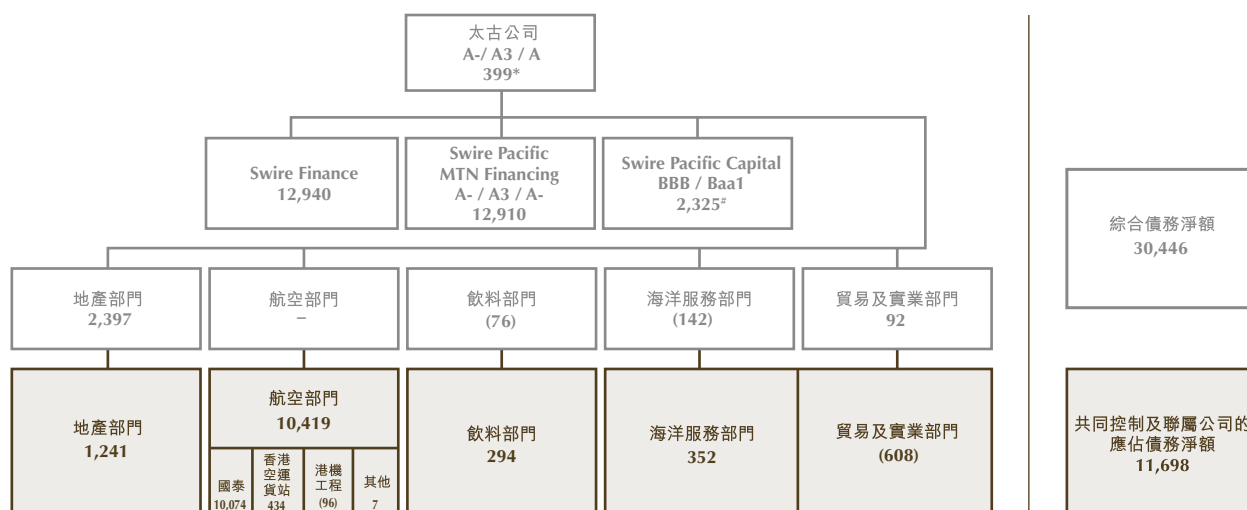 太古公司
A-/ A3 / A
399*
Swire Finance
12,940
Swire Pacific
MTN Financing
A- / A3 / A-
12,910
Swire Pacific Capital
BBB / Baa1
2,325#
綜合債務淨額
30,446
地產部門
2,397
航空部門
–
飲料部門
(76)
海洋服務部門
(142)
貿易及實業部門
92
地產部門
1,241
航空部門
10,419
國泰
10,074
香港
空運
貨站
434
港機
工程
(96)
其他
7
飲料部門
294
海洋服務部門
352
貿易及實業部門
(608)
共同控制及聯屬公司的
應佔債務淨額
11,698